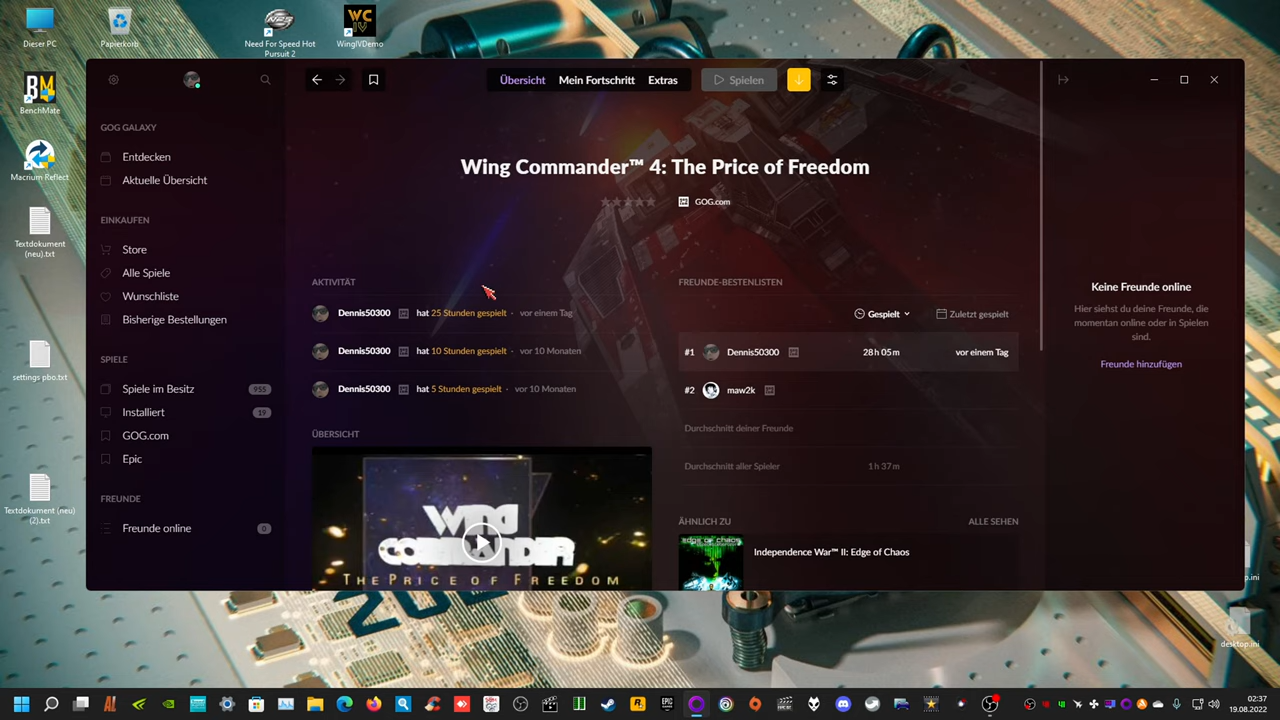 Dieser PC
Papierkorb
Need For Speed Hot
Pursuit 2
WC
IV
WingIVDemo
BM
BenchMate
Macrium Reflect
Textdokument
(neu).txt
settings pbo.txt
Textdokument (neu)
(2).txt
GOG GALAXY
Entdecken
Aktuelle Übersicht
EINKAUFEN
Store
Alle Spiele
Wunschliste
Bisherige Bestellungen
SPIELE
Spiele im Besitz 955
Installiert 19
GOG.com
Epic
FREUNDE
Freunde online 0
Übersicht Mein Fortschritt Extras Spielen
Wing Commander™ 4: The Price of Freedom
GOG.com
AKTIVITÄT
Dennis50300 hat 25 Stunden gespielt · vor einem Tag
Dennis50300 hat 10 Stunden gespielt · vor 10 Monaten
Dennis50300 hat 5 Stunden gespielt · vor 10 Monaten
ÜBERSICHT
WING
COMMANDER
THE PRICE OF FREEDOM
FREUNDE-BESTENLISTEN
Gespielt Zuletzt gespielt
#1 Dennis50300 28 h 05 m vor einem Tag
#2 maw2k
Durchschnitt deiner Freunde
Durchschnitt aller Spieler 1 h 37 m
ÄHNLICH ZU ALLE SEHEN
Independence War™ II: Edge of Chaos
Keine Freunde online
Hier siehst du deine Freunde, die
momentan online oder in Spielen
sind.
Freunde hinzufügen
desktop.ini
02:37
19.08.2022